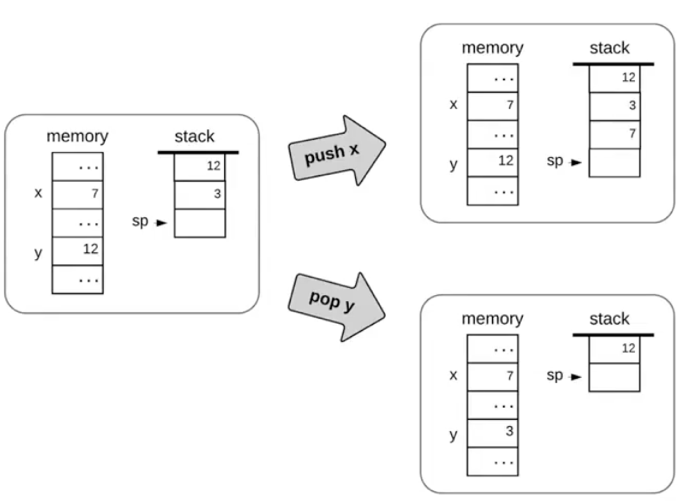 memory stack
... 12
x 7 3
...
sp
y 12
...
push x
pop y
memory stack
... 12
x 7 3
... 7
y 12 sp
...
memory stack
... 12
x 7 sp
...
y 3
...